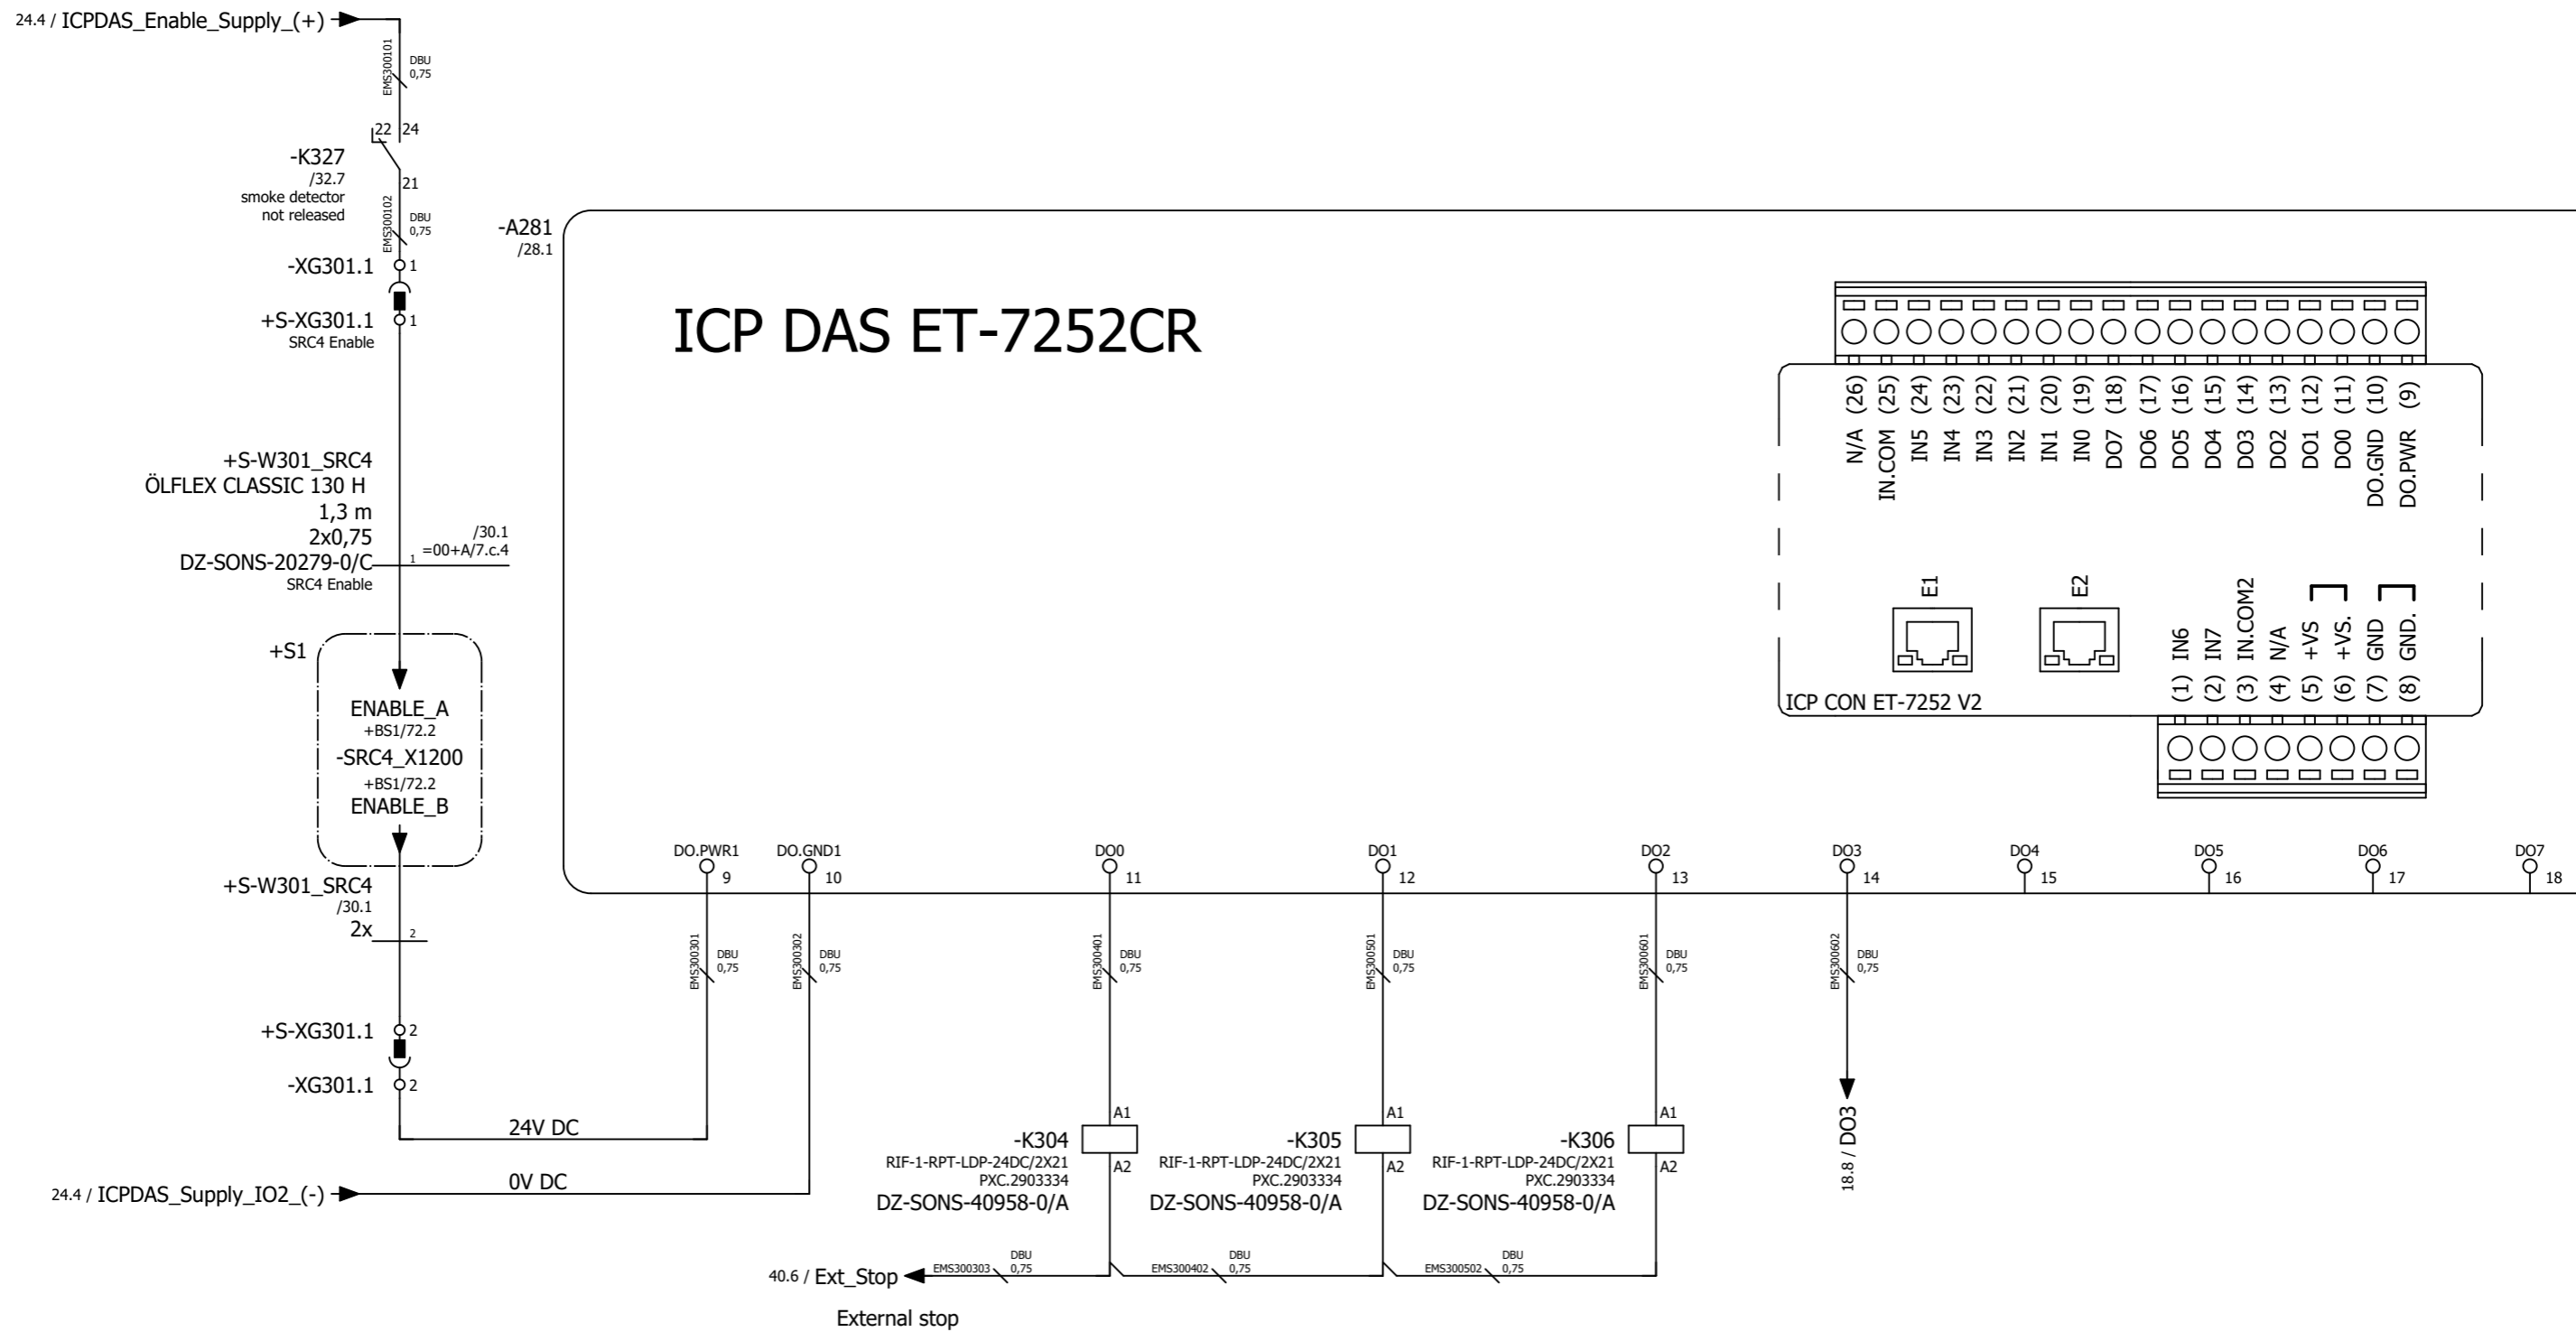 24.4 / ICPDAS_Enable_Supply_(+)
EMS300101
DBU
0,75
22
24
-K327
/32.7
smoke detector
not released
21
EMS300102
DBU
0,75
-XG301.1
1
+S-XG301.1
1
SRC4 Enable
+S-W301_SRC4
ÖLFLEX CLASSIC 130 H
1,3 m
2x0,75
DZ-SONS-20279-0/C
SRC4 Enable
1
/30.1
=00+A/7.c.4
+S1
ENABLE_A
+BS1/72.2
-SRC4_X1200
+BS1/72.2
ENABLE_B
+S-W301_SRC4
/30.1
2x
2
+S-XG301.1
2
-XG301.1
2
24V DC
24.4 / ICPDAS_Supply_IO2_(-)
0V DC
-A281
/28.1
ICP DAS ET-7252CR
N/A (26)
IN.COM (25)
IN5 (24)
IN4 (23)
IN3 (22)
IN2 (21)
IN1 (20)
IN0 (19)
DO7 (18)
DO6 (17)
DO5 (16)
DO4 (15)
DO3 (14)
DO2 (13)
DO1 (12)
DO0 (11)
DO.GND (10)
DO.PWR (9)
E1
E2
(1) IN6
(2) IN7
(3) IN.COM2
(4) N/A
(5) +VS
(6) +VS.
(7) GND
(8) GND.
ICP CON ET-7252 V2
DO.PWR1
9
DO.GND1
10
DO0
11
DO1
12
DO2
13
DO3
14
DO4
15
DO5
16
DO6
17
DO7
18
EMS300301
DBU
0,75
EMS300302
DBU
0,75
EMS300401
DBU
0,75
EMS300501
DBU
0,75
EMS300601
DBU
0,75
EMS300602
DBU
0,75
A1
-K304
RIF-1-RPT-LDP-24DC/2X21
A2
PXC.2903334
DZ-SONS-40958-0/A
A1
-K305
RIF-1-RPT-LDP-24DC/2X21
A2
PXC.2903334
DZ-SONS-40958-0/A
A1
-K306
RIF-1-RPT-LDP-24DC/2X21
A2
PXC.2903334
DZ-SONS-40958-0/A
18.8 / DO3
40.6 / Ext_Stop
EMS300303
DBU
0,75
EMS300402
DBU
0,75
EMS300502
DBU
0,75
External stop